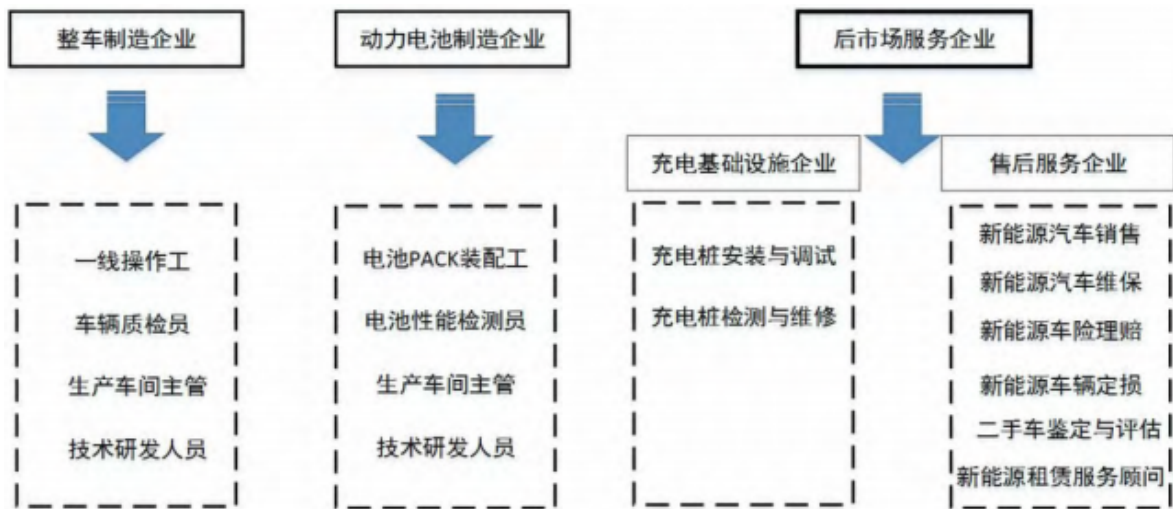 整车制造企业
动力电池制造企业
后市场服务企业
充电基础设施企业
售后服务企业
一线操作工
车辆质检员
生产车间主管
技术研发人员
电池PACK装配工
电池性能检测员
生产车间主管
技术研发人员
充电桩安装与调试
充电桩检测与维修
新能源汽车销售
新能源汽车维保
新能源车险理赔
新能源车辆定损
二手车鉴定与评估
新能源租赁服务顾问